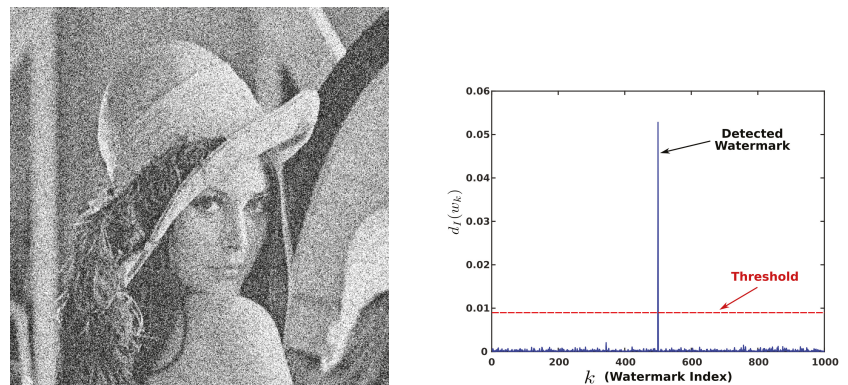 0.06
0.05
0.04
0.03
0.02
0.01
0
d_I(w_k)
Detected
Watermark
Threshold
0 200 400 600 800 1000
k (Watermark Index)